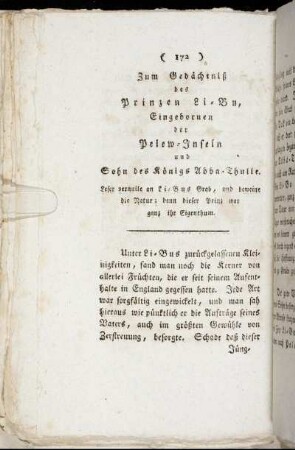 ( 172 )
Zum Gedächtniß
des
Prinzen Li-Bu,
Eingebornen
der
Pelew-Inseln
und
Sohn des Königs Abba-Thulle.
Leser verweile an Li-Bus Grab, und beweine
die Natur; denn dieser Prinz war
ganz ihr Eigenthum.
Unter Li-Bus zurückgelassenen Klei-
nigkeiten, fand man noch die Kerner von
allerlei Früchten, die er seit seinem Aufent-
halte in England gegessen hatte. Jede Art
war sorgfältig eingewickelt, und man sah
hieraus wie pünktlich er die Aufträge seines
Vaters, auch im größten Gewühle von
Zerstreuung, besorgte. Schade daß dieser
Jüng-